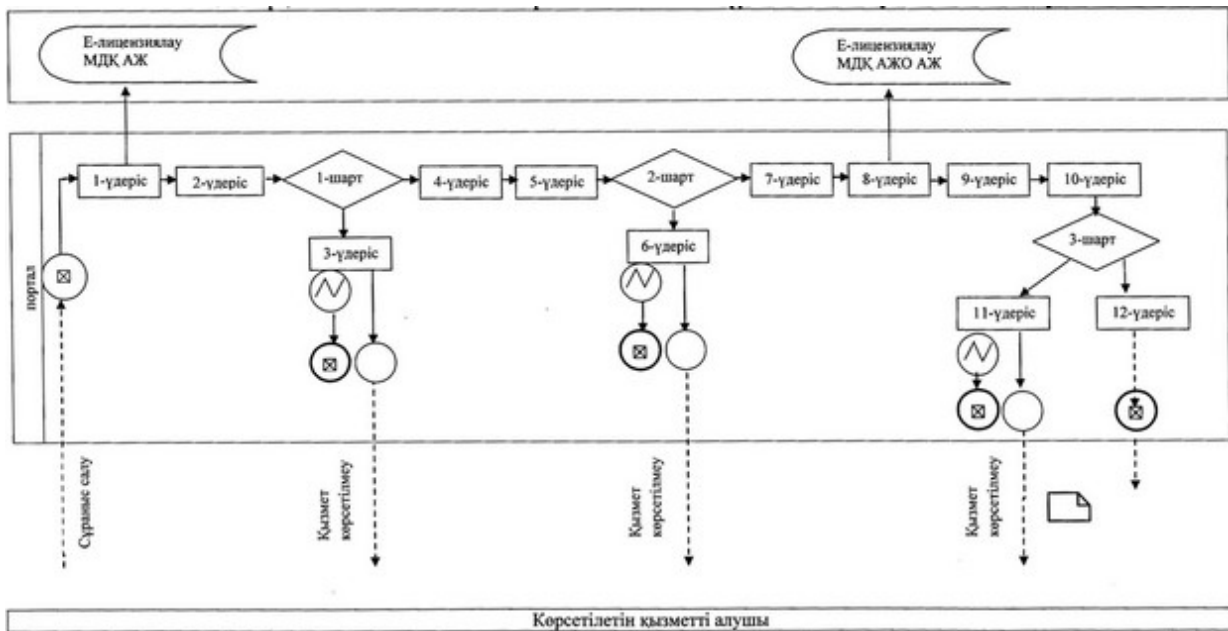 Е-лицензиялау
МДҚ АЖ
Е-лицензиялау
МДҚ АЖО АЖ
портал
1-үдеріс
2-үдеріс
1-шарт
4-үдеріс
5-үдеріс
2-шарт
7-үдеріс
8-үдеріс
9-үдеріс
10-үдеріс
3-үдеріс
6-үдеріс
3-шарт
11-үдеріс
12-үдеріс
Сұраныс салу
Қызмет
көрсетілмеу
Қызмет
көрсетілмеу
Қызмет
көрсетілмеу
Көрсетілетін қызметті алушы